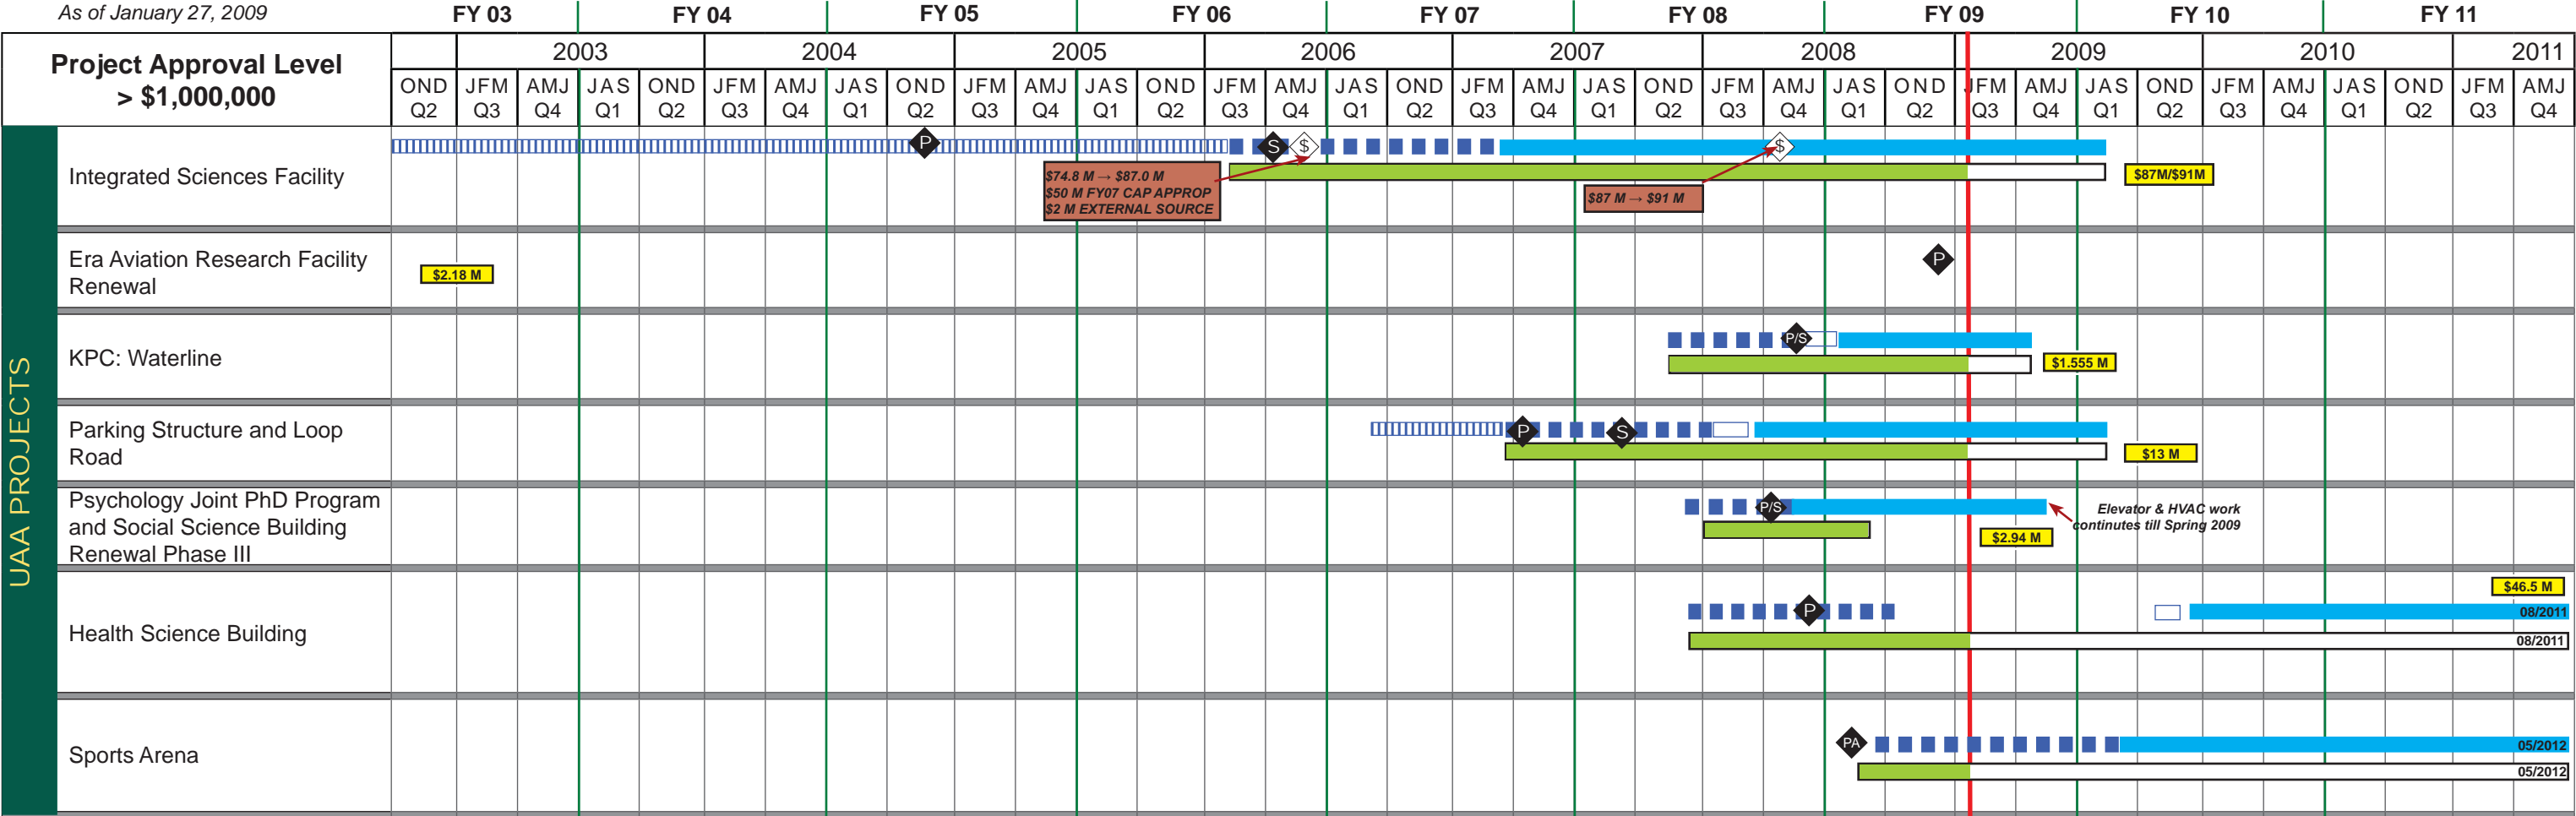 As of January 27, 2009
FY 03 FY 04 FY 05 FY 06 FY 07 FY 08 FY 09 FY 10 FY 11
Project Approval Level
> $1,000,000
2003 2004 2005 2006 2007 2008 2009 2010 2011
OND JFM AMJ JAS OND JFM AMJ JAS OND JFM AMJ JAS OND JFM AMJ JAS OND JFM AMJ JAS OND JFM AMJ JAS OND JFM AMJ JAS OND JFM AMJ JAS OND JFM AMJ
Q2 Q3 Q4 Q1 Q2 Q3 Q4 Q1 Q2 Q3 Q4 Q1 Q2 Q3 Q4 Q1 Q2 Q3 Q4 Q1 Q2 Q3 Q4 Q1 Q2 Q3 Q4 Q1 Q2 Q3 Q4 Q1 Q2 Q3 Q4
UAA PROJECTS
Integrated Sciences Facility
P S $ $
$74.8 M → $87.0 M
$50 M FY07 CAP APPROP
$2 M EXTERNAL SOURCE
$87 M → $91 M
$87M/$91M
Era Aviation Research Facility
Renewal
$2.18 M
P
KPC: Waterline
P/S
$1.555 M
Parking Structure and Loop
Road
P S
$13 M
Psychology Joint PhD Program
and Social Science Building
Renewal Phase III
P/S
Elevator & HVAC work
continues till Spring 2009
$2.94 M
Health Science Building
$46.5 M
P
08/2011
08/2011
Sports Arena
PA
05/2012
05/2012